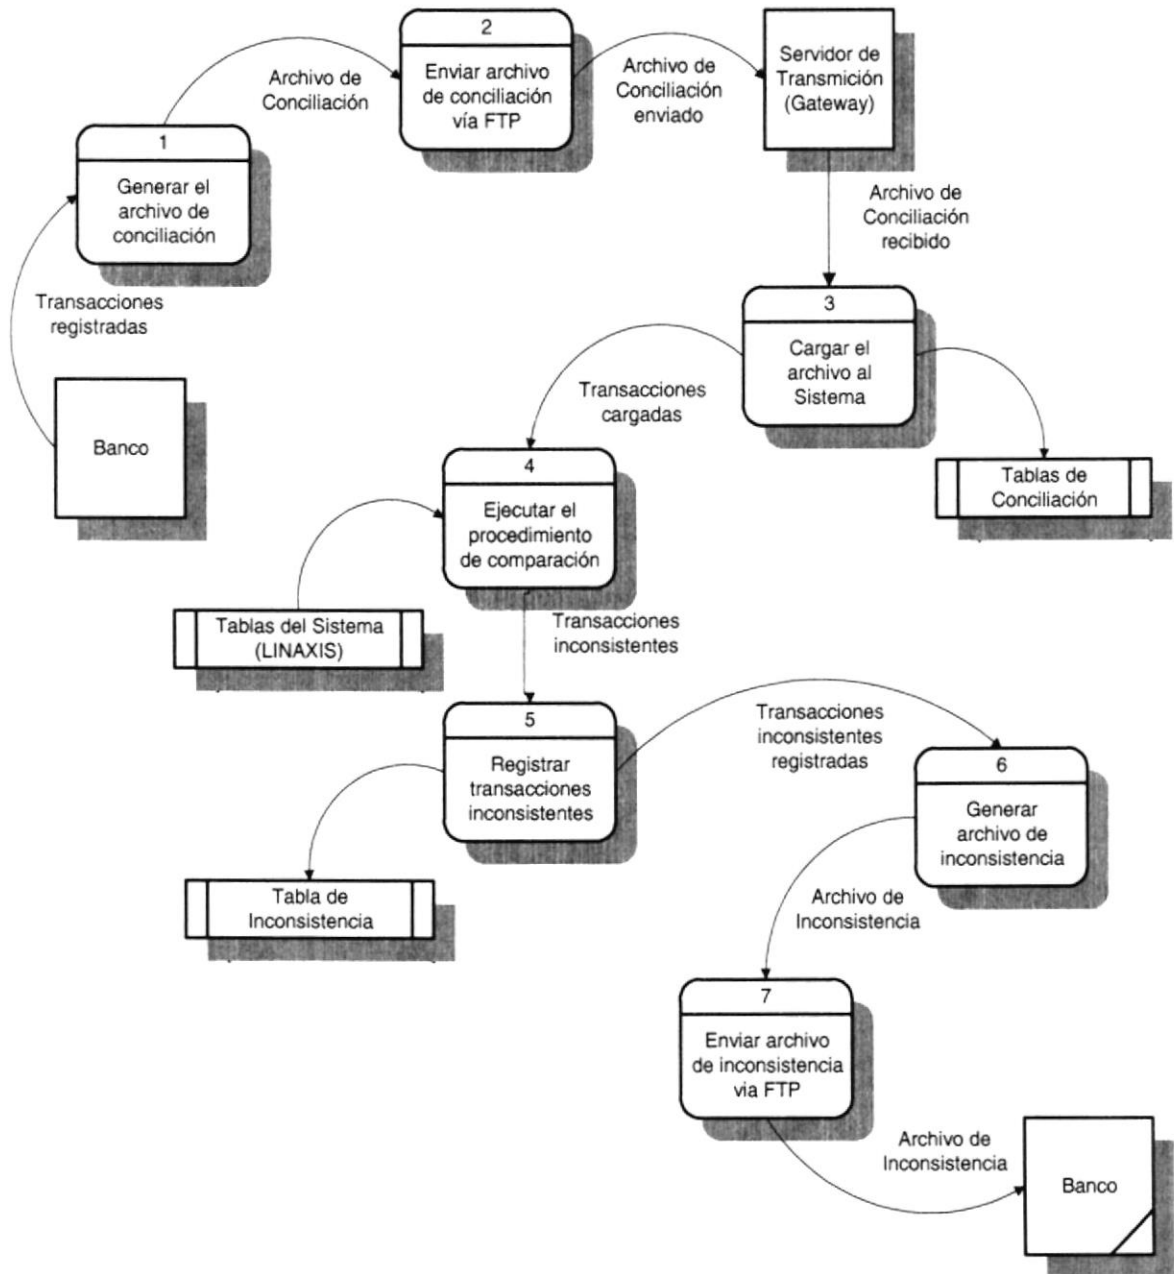 2
Enviar archivo
de conciliación
vía FTP
Archivo de
Conciliación
Archivo de
Conciliación
enviado
Servidor de
Transmición
(Gateway)
1
Generar el
archivo de
conciliación
Archivo de
Conciliación
recibido
Transacciones
registradas
3
Cargar el
archivo al
Sistema
Banco
Transacciones
cargadas
4
Ejecutar el
procedimiento
de comparación
Tablas de
Conciliación
Tablas del Sistema
(LINAXIS)
Transacciones
inconsistentes
5
Registrar
transacciones
inconsistentes
Transacciones
inconsistentes
registradas
6
Generar
archivo de
inconsistencia
Tabla de
Inconsistencia
Archivo de
Inconsistencia
7
Enviar archivo
de inconsistencia
via FTP
Archivo de
Inconsistencia
Banco